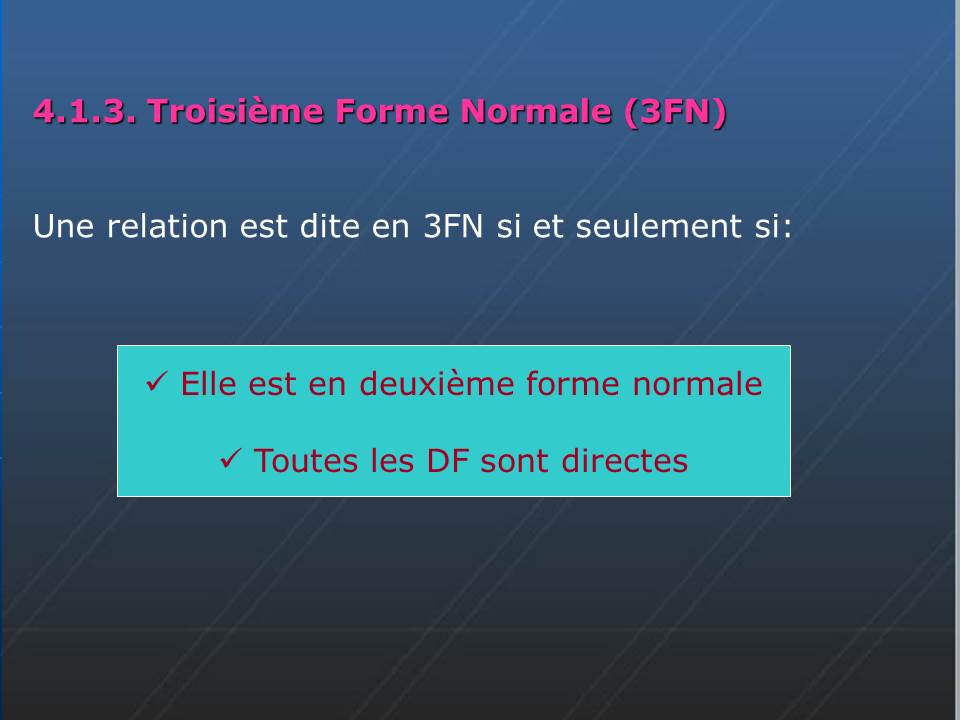 4.1.3. Troisième Forme Normale (3FN)
Une relation est dite en 3FN si et seulement si:
✓ Elle est en deuxième forme normale
✓ Toutes les DF sont directes